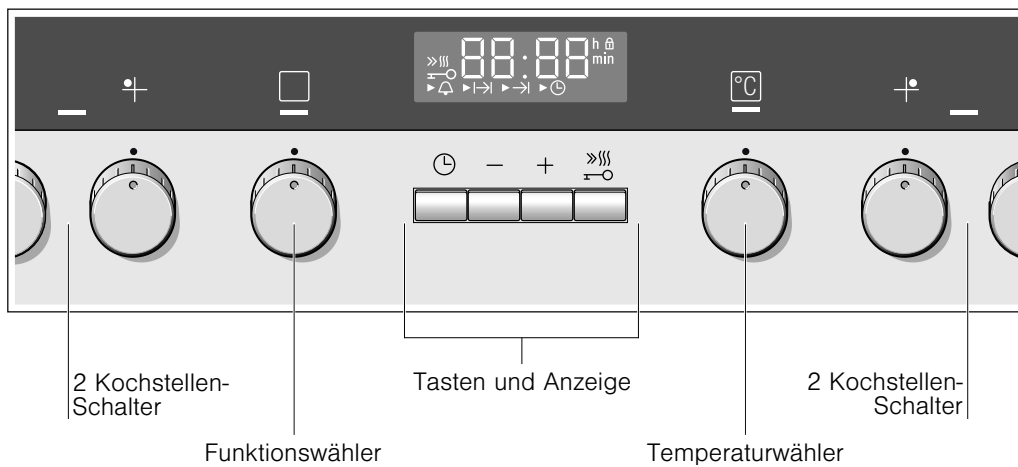 88:88 h
min
°C
2 Kochstellen-
Schalter
Tasten und Anzeige
2 Kochstellen-
Schalter
Funktionswähler
Temperaturwähler